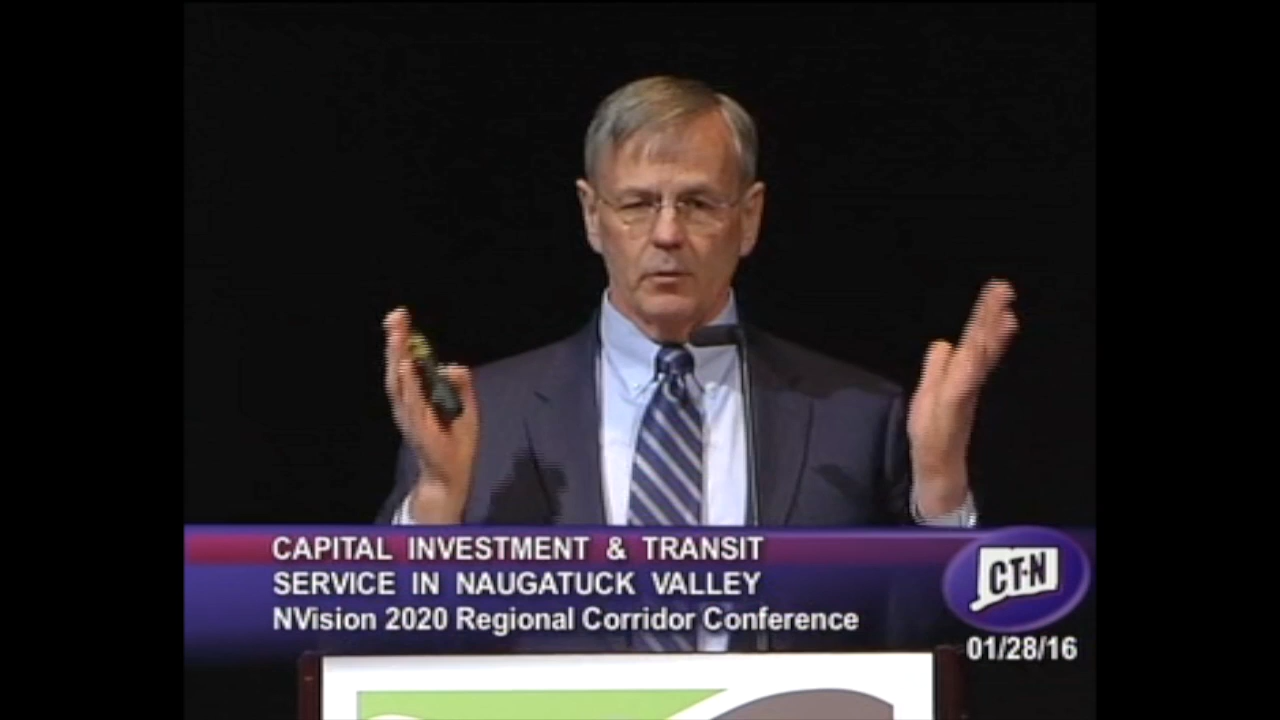 CAPITAL INVESTMENT & TRANSIT
SERVICE IN NAUGATUCK VALLEY
NVision 2020 Regional Corridor Conference
CT-N
01/28/16